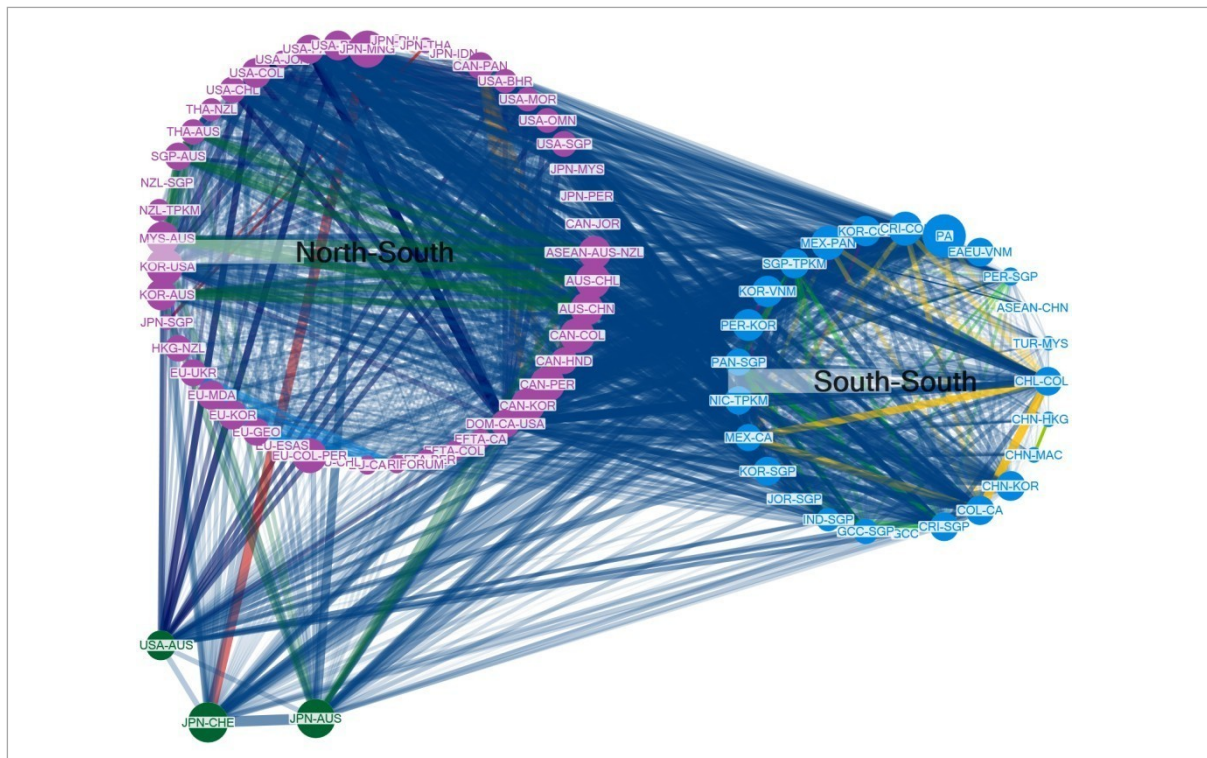 JPN-MNG
JPN-THA
JPN-IDN
USA-JOR
CAN-PAN
USA-COL
USA-BHR
USA-CHL
USA-MOR
THA-NZL
USA-OMN
THA-AUS
USA-SGP
SGP-AUS
JPN-MYS
NZL-SGP
JPN-PER
NZL-TPKM
CAN-JOR
MYS-AUS
North-South
ASEAN-AUS-NZL
KOR-USA
AUS-CHL
KOR-AUS
AUS-CHN
JPN-SGP
CAN-COL
HKG-NZL
CAN-HND
EU-UKR
CAN-PER
EU-MDA
CAN-KOR
EU-KOR
DOM-CA-USA
EU-GEO
EFTA-CA
EU-ESAS
EFTA-COL
EU-COL-PER
RIFORUM
CRI-CO
PA
MEX-PAN
EAEU-VNM
SGP-TPKM
PER-SGP
KOR-VNM
ASEAN-CHN
PER-KOR
TUR-MYS
PAN-SGP
South-South
CHL-COL
NIC-TPKM
CHN-HKG
MEX-CA
CHN-MAC
KOR-SGP
CHN-KOR
JOR-SGP
COL-CA
IND-SGP
CRI-SGP
GCC-SGP
GCC
USA-AUS
JPN-CHE
JPN-AUS